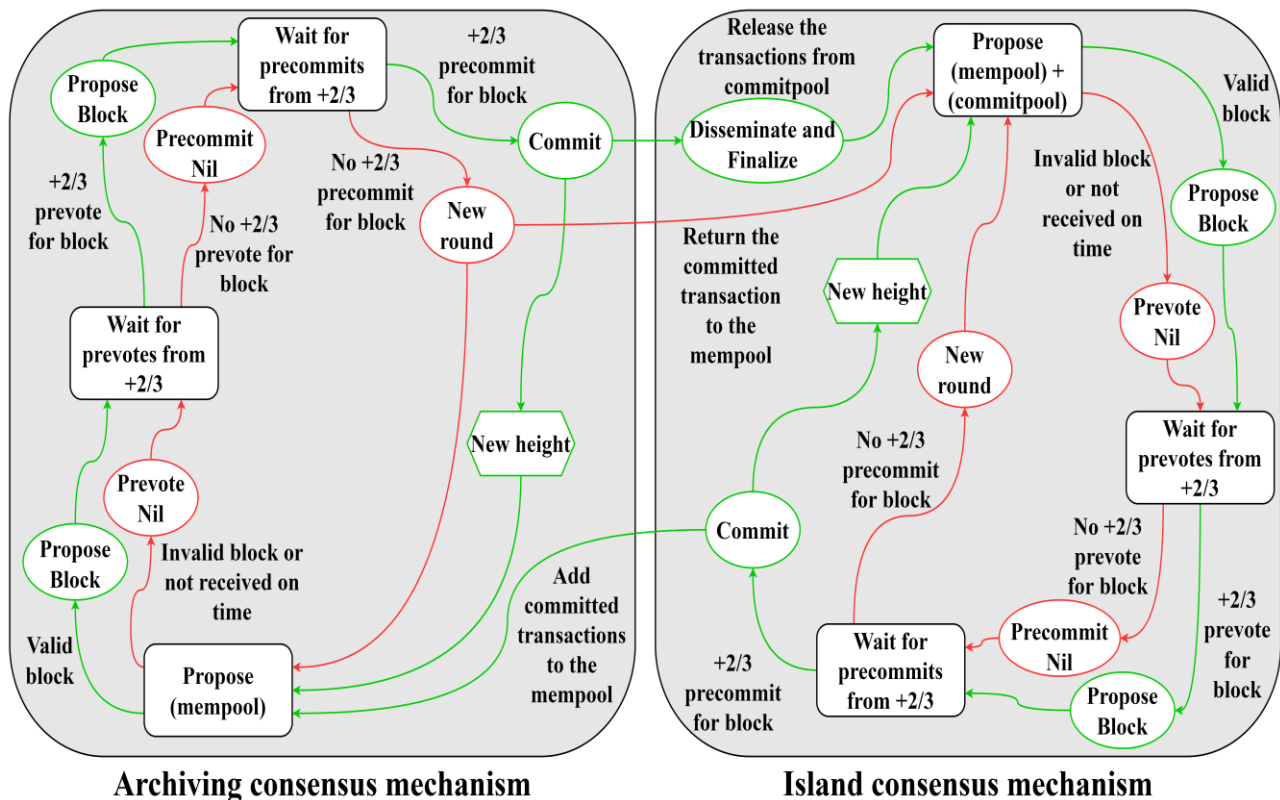 Wait for
precommits
from +2/3
+2/3
precommit
for block
Propose
Block
Precommit
Nil
Commit
No +2/3
precommit
for block
New
round
+2/3
prevote
for block
No +2/3
prevote for
block
Wait for
prevotes from
+2/3
New height
Prevote
Nil
Propose
Block
Invalid block or
not received on
time
Valid
block
Propose
(mempool)
Add
committed
transactions
to the
mempool
Archiving consensus mechanism
Release the
transactions from
commitpool
Propose
(mempool) +
(commitpool)
Valid
block
Disseminate and
Finalize
Invalid block
or not
received on
time
Propose
Block
Return the
committed
transaction
to the
mempool
New height
Prevote
Nil
New
round
Wait for
prevotes from
+2/3
No +2/3
precommit
for block
Commit
No +2/3
prevote
for block
+2/3
prevote
for
block
Precommit
Nil
Wait for
precommits
from +2/3
+2/3
precommit
for block
Propose
Block
Island consensus mechanism